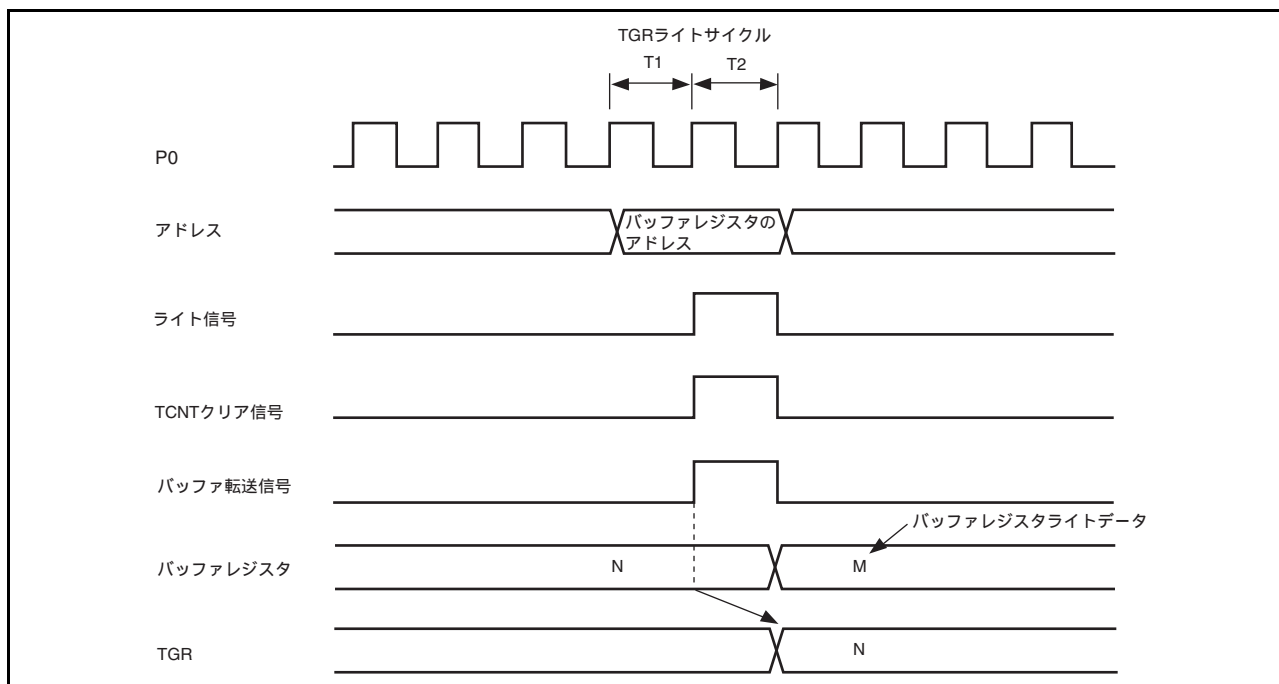 TGRライトサイクル
T1
T2
P0
アドレス
バッファレジスタの
アドレス
ライト信号
TCNTクリア信号
バッファ転送信号
バッファレジスタライトデータ
バッファレジスタ
N
M
TGR
N